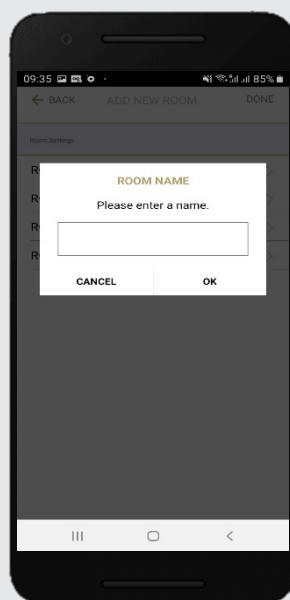 09:35 85%
BACK ADD NEW ROOM DONE
Room Settings
ROOM NAME
Please enter a name.
CANCEL OK